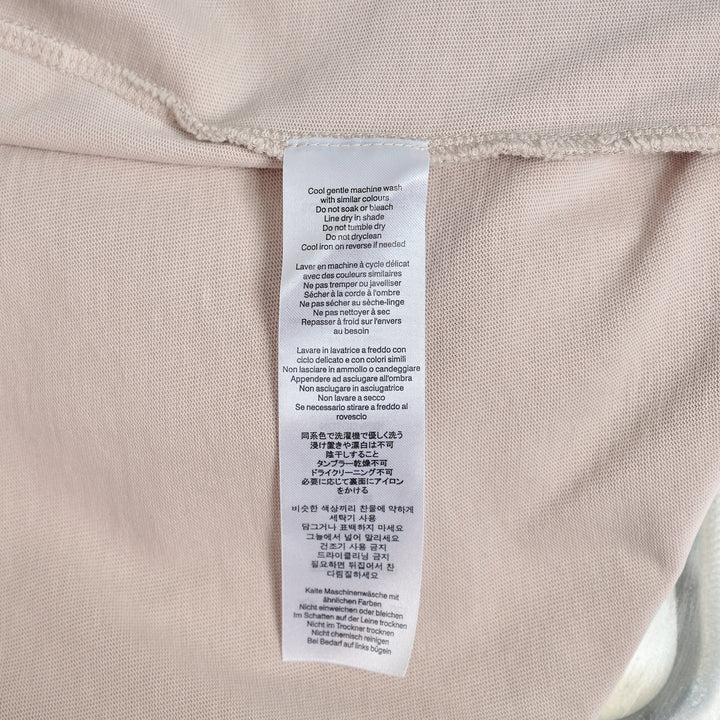 Cool gentle machine wash
with similar colours
Do not soak or bleach
Line dry in shade
Do not tumble dry
Do not dryclean
Cool iron on reverse if needed
Laver en machine à cycle délicat
avec des couleurs similaires
Ne pas tremper ou javelliser
Sécher à la corde à l'ombre
Ne pas sécher au sèche-linge
Ne pas nettoyer à sec
Repasser à froid sur l'envers
au besoin
Lavare in lavatrice a freddo con
ciclo delicato e con colori simili
Non lasciare in ammollo o candeggiare
Appendere ad asciugare all'ombra
Non asciugare in asciugatrice
Non lavare a secco
Se necessario stirare a freddo al
rovescio
同系色で洗濯機で優しく洗う
浸け置きや漂白は不可
陰干しすること
タンブラー乾燥不可
ドライクリーニング不可
必要に応じて裏面にアイロン
をかける
비슷한 색상끼리 찬물에 약하게
세탁기 사용
담그거나 표백하지 마세요
그늘에서 널어 말리세요
건조기 사용 금지
드라이클리닝 금지
필요하면 뒤집어서 찬
다림질하세요
Kalte Maschinenwäsche mit
ähnlichen Farben
Nicht einweichen oder bleichen
Im Schatten auf der Leine trocknen
Nicht im Trockner trocknen
Nicht chemisch reinigen
Bei Bedarf auf links bügeln